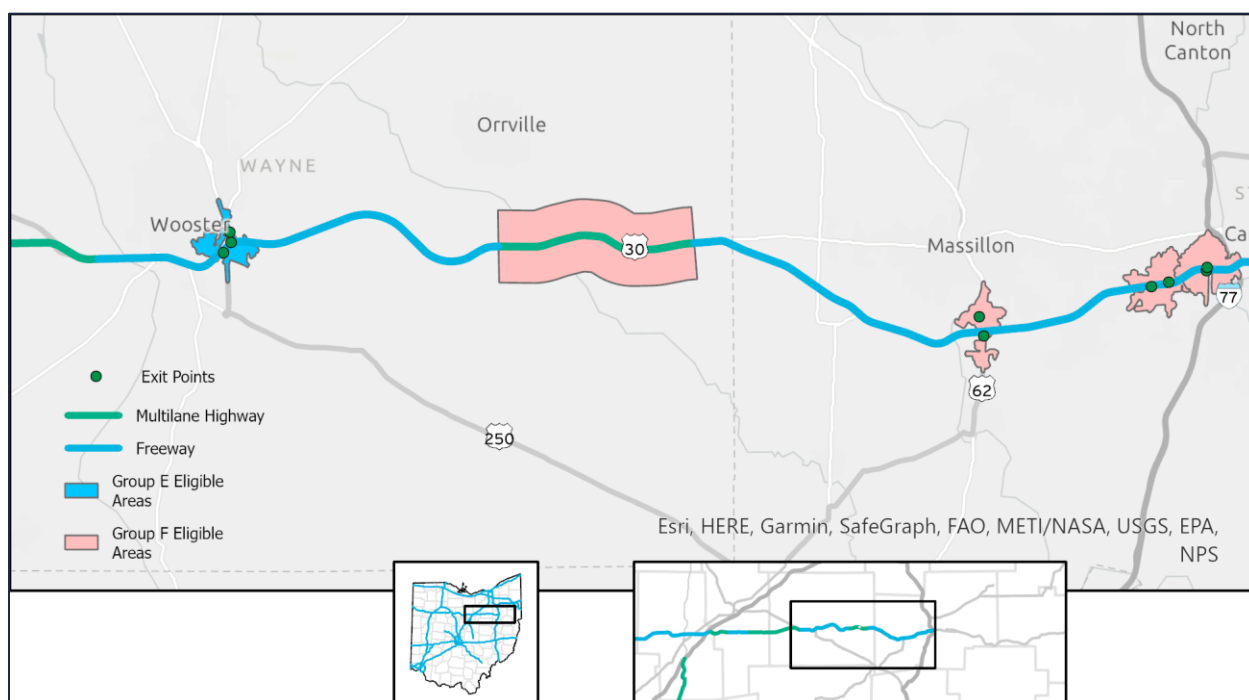 North
Canton
Orrville
WAYNE
Wooster
30
Massillon
77
62
250
Exit Points
Multilane Highway
Freeway
Group E Eligible
Areas
Group F Eligible
Areas
Esri, HERE, Garmin, SafeGraph, FAO, METI/NASA, USGS, EPA,
NPS